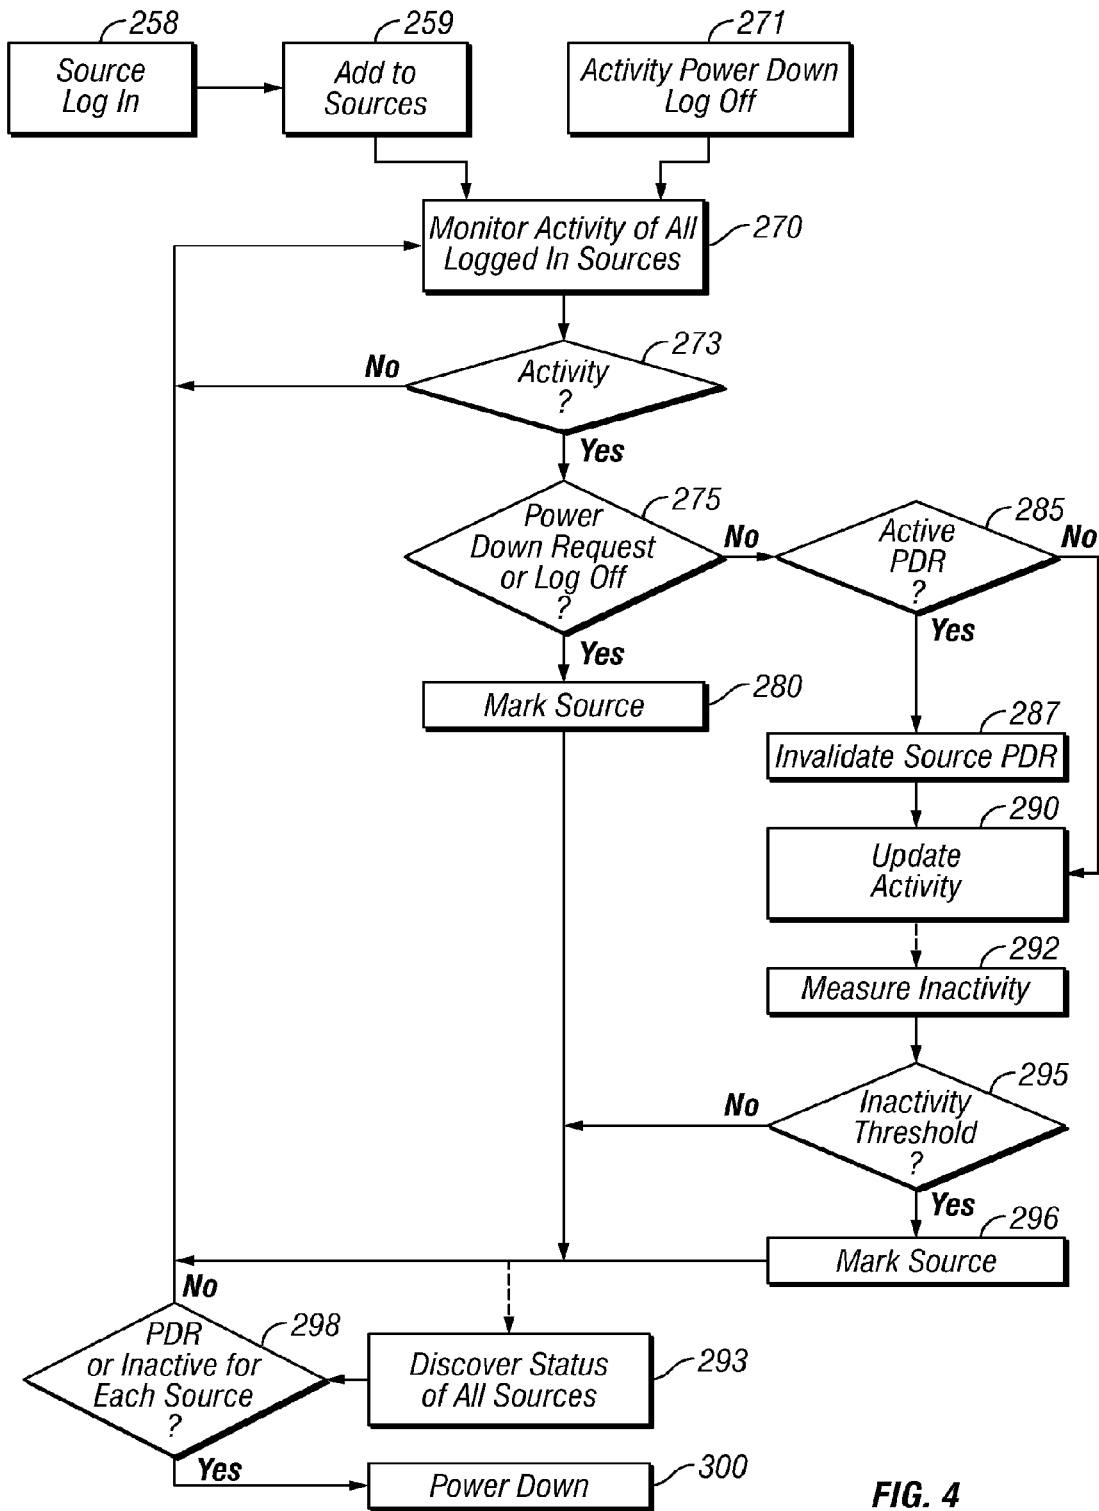 258
Source
Log In
259
Add to
Sources
271
Activity Power Down
Log Off
Monitor Activity of All
Logged In Sources
270
273
Activity
?
No
Yes
275
Power
Down Request
or Log Off
?
No
Yes
285
Active
PDR
?
No
Yes
Mark Source
280
287
Invalidate Source PDR
290
Update
Activity
292
Measure Inactivity
295
Inactivity
Threshold
?
No
Yes
296
Mark Source
No
298
PDR
or Inactive for
Each Source
?
Yes
Discover Status
of All Sources
293
Power Down
300
FIG. 4